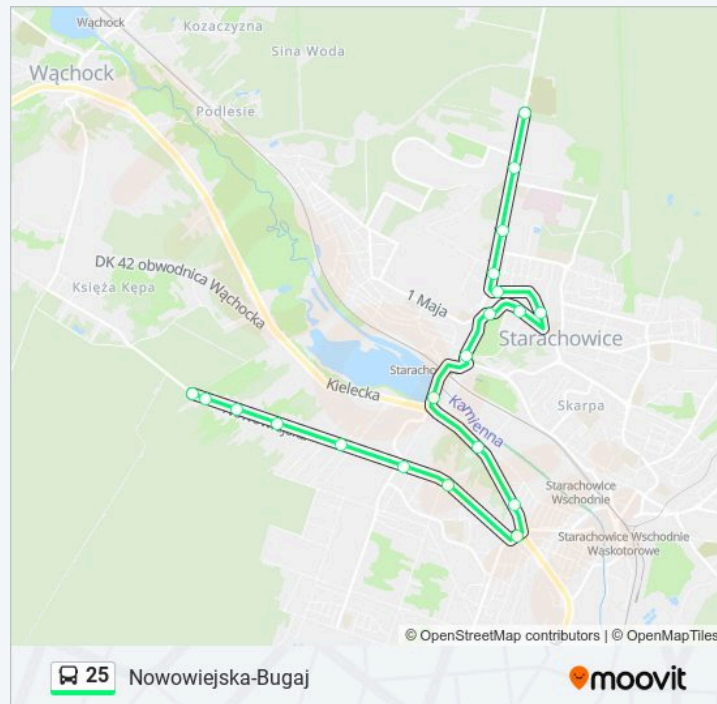 Wąchock
Kozaczyzna
Sina Woda
Wąchock
Podlesie
DK 42 obwodnica Wąchocka
Księża Kępa
1 Maja
Starachowice
Staracho
Kielecka
Kamienna
Skarpa
Starachowice
Wschodnie
Starachowice Wschodnie
Wąskotorowe
© OpenStreetMap contributors | © OpenMapTiles
25 Nowowiejska-Bugaj
moovit